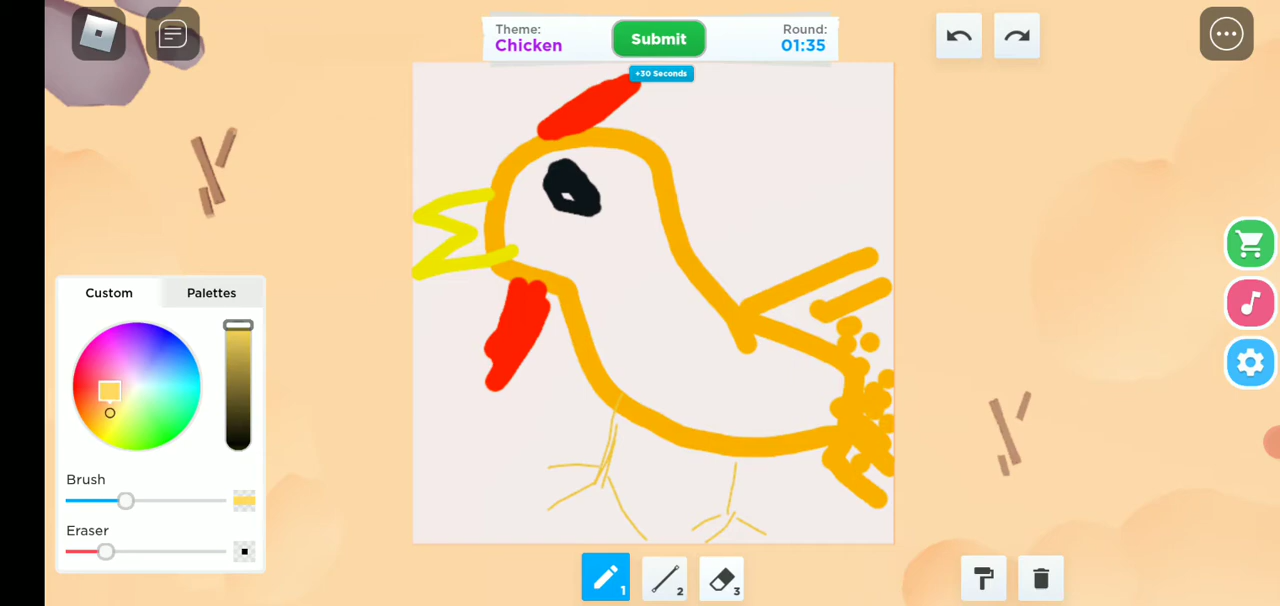 Theme:
Chicken
Submit
Round:
01:35
+30 Seconds
Custom
Palettes
Brush
Eraser
1
2
3